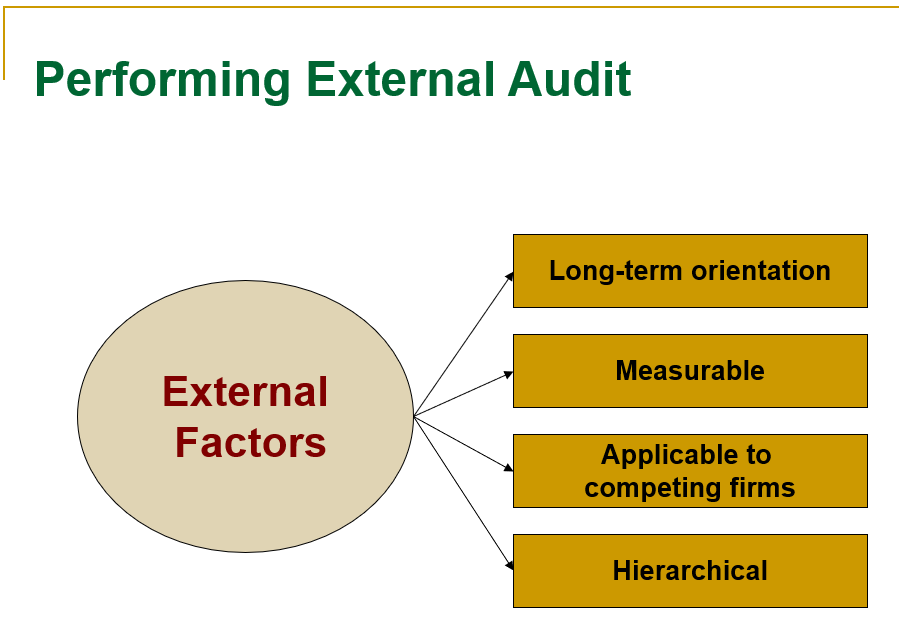 Performing External Audit
External
Factors
Long-term orientation
Measurable
Applicable to
competing firms
Hierarchical